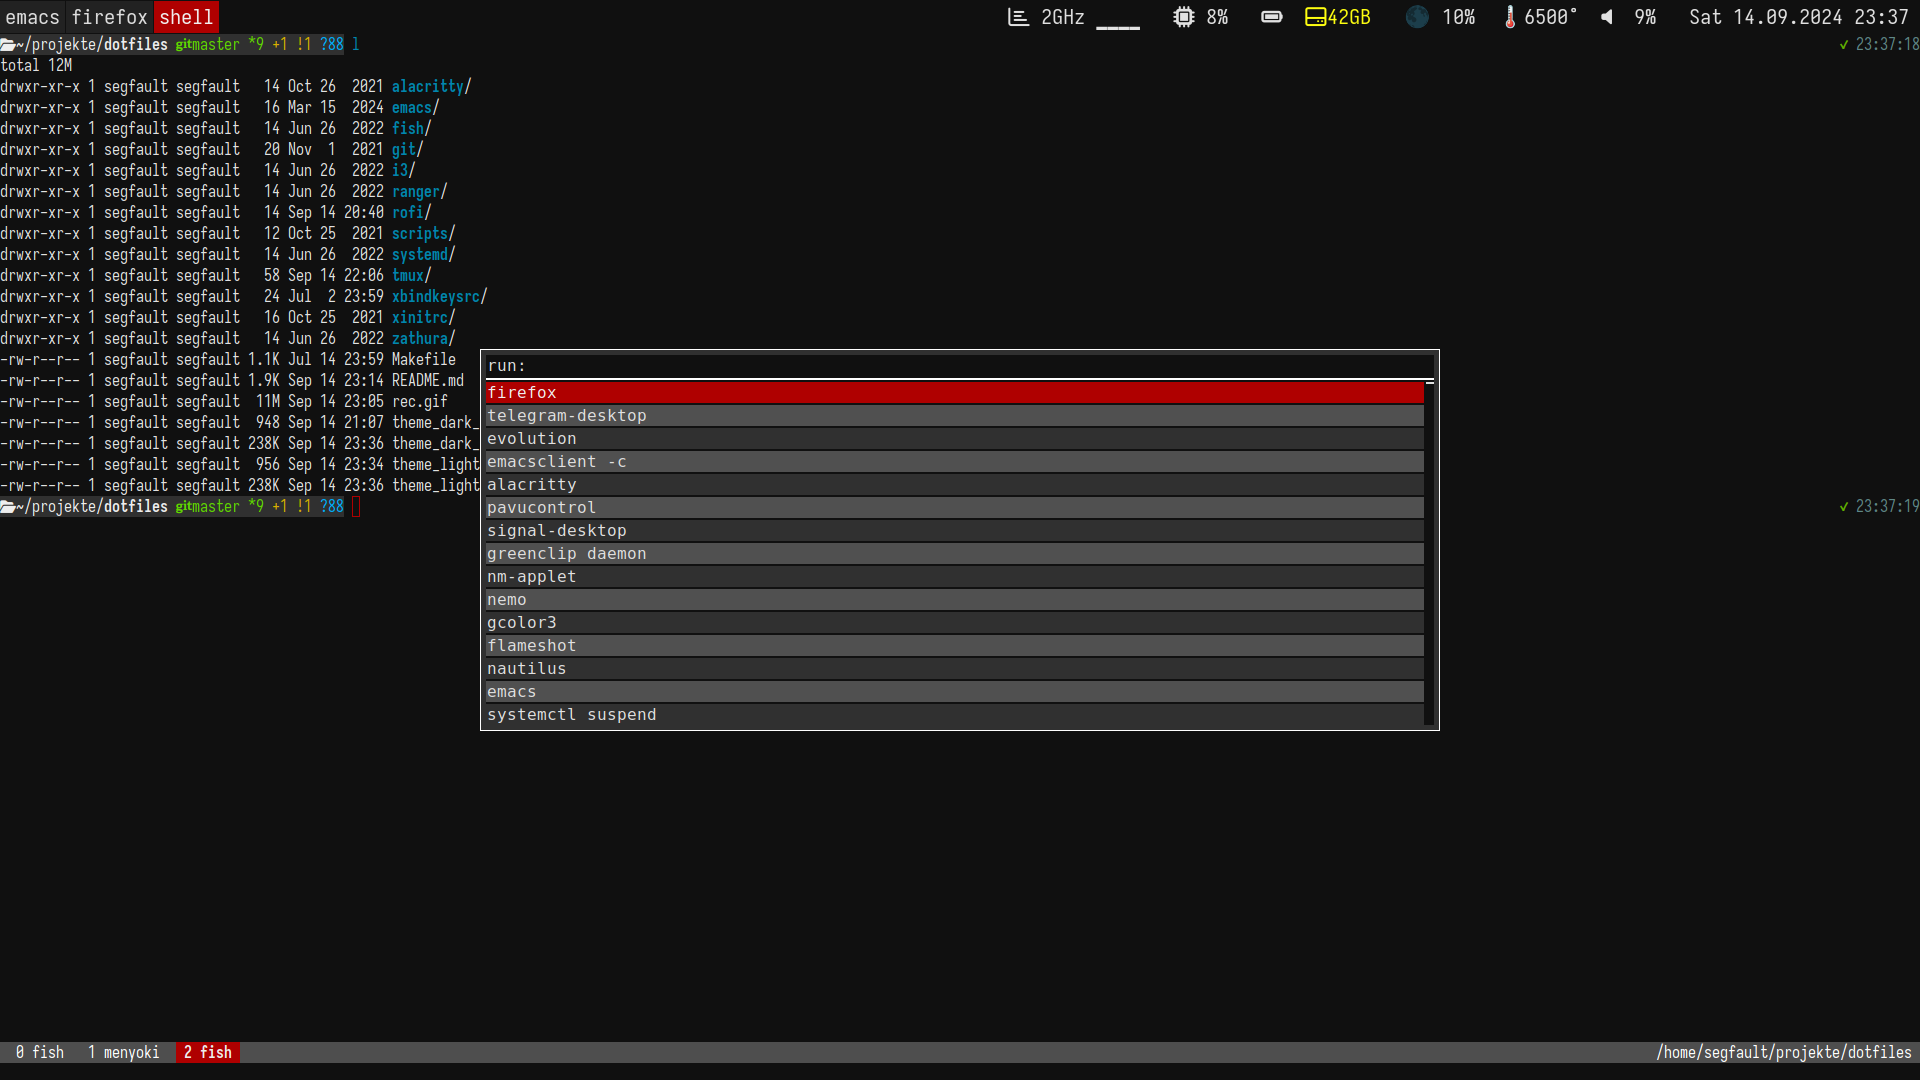 emacs firefox shell 2GHz ____ 8% 42GB 10% 6500° 9% Sat 14.09.2024 23:37
~/projekte/dotfiles git master *9 +1 !1 ?88 l ✓ 23:37:18
total 12M
drwxr-xr-x 1 segfault segfault 14 Oct 26 2021 alacritty/
drwxr-xr-x 1 segfault segfault 16 Mar 15 2024 emacs/
drwxr-xr-x 1 segfault segfault 14 Jun 26 2022 fish/
drwxr-xr-x 1 segfault segfault 20 Nov 1 2021 git/
drwxr-xr-x 1 segfault segfault 14 Jun 26 2022 i3/
drwxr-xr-x 1 segfault segfault 14 Jun 26 2022 ranger/
drwxr-xr-x 1 segfault segfault 14 Sep 14 20:40 rofi/
drwxr-xr-x 1 segfault segfault 12 Oct 25 2021 scripts/
drwxr-xr-x 1 segfault segfault 14 Jun 26 2022 systemd/
drwxr-xr-x 1 segfault segfault 58 Sep 14 22:06 tmux/
drwxr-xr-x 1 segfault segfault 24 Jul 2 23:59 xbindkeysrc/
drwxr-xr-x 1 segfault segfault 16 Oct 25 2021 xinitrc/
drwxr-xr-x 1 segfault segfault 14 Jun 26 2022 zathura/
-rw-r--r-- 1 segfault segfault 1.1K Jul 14 23:59 Makefile
-rw-r--r-- 1 segfault segfault 1.9K Sep 14 23:14 README.md
-rw-r--r-- 1 segfault segfault 11M Sep 14 23:05 rec.gif
-rw-r--r-- 1 segfault segfault 948 Sep 14 21:07 theme_dark_
-rw-r--r-- 1 segfault segfault 238K Sep 14 23:36 theme_dark_
-rw-r--r-- 1 segfault segfault 956 Sep 14 23:34 theme_light
-rw-r--r-- 1 segfault segfault 238K Sep 14 23:36 theme_light
~/projekte/dotfiles git master *9 +1 !1 ?88 ✓ 23:37:19
run:
firefox
telegram-desktop
evolution
emacsclient -c
alacritty
pavucontrol
signal-desktop
greenclip daemon
nm-applet
nemo
gcolor3
flameshot
nautilus
emacs
systemctl suspend
0 fish 1 menyoki 2 fish /home/segfault/projekte/dotfiles